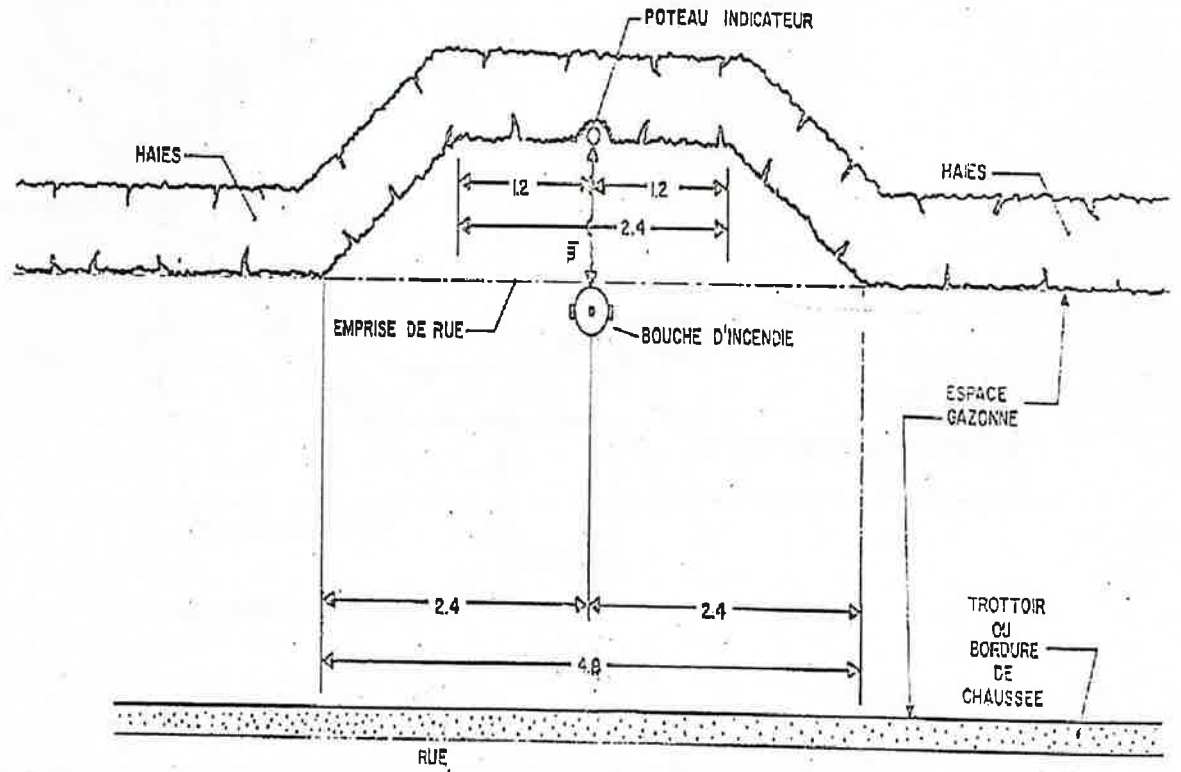 POTEAU INDICATEUR
HAIES
HAIES
1.2
1.2
2.4
EMPRISE DE RUE
BOUCHE D'INCENDIE
ESPACE
GAZONNE
2.4
2.4
4.8
TROTTOIR
OU
BORDURE
DE
CHAUSSEE
RUE